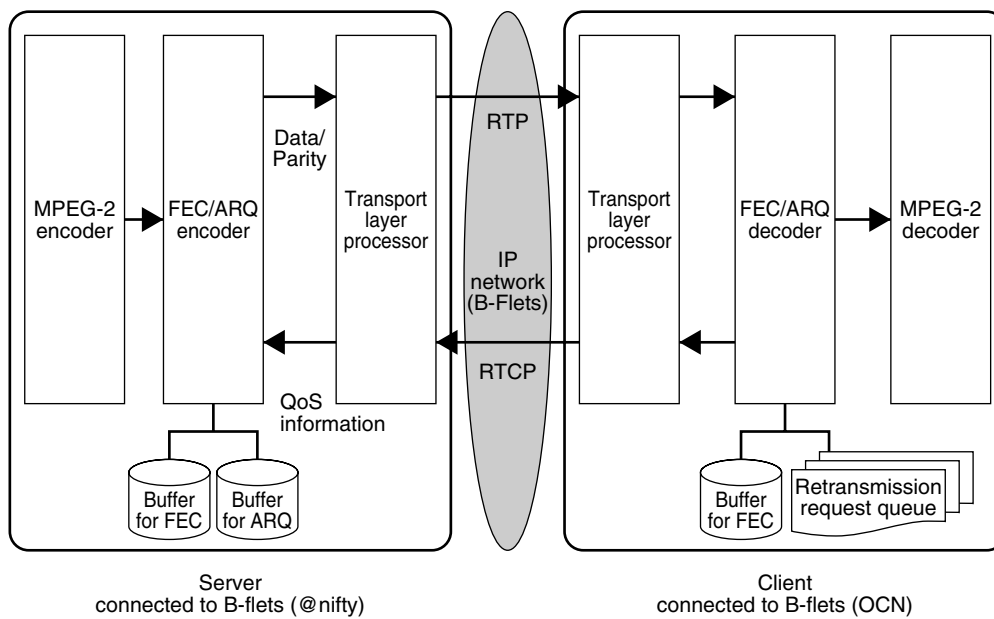 MPEG-2
encoder
FEC/ARQ
encoder
Data/
Parity
Transport
layer
processor
QoS
information
Buffer
for FEC
Buffer
for ARQ
RTP
IP
network
(B-Flets)
RTCP
Transport
layer
processor
FEC/ARQ
decoder
MPEG-2
decoder
Buffer
for FEC
Retransmission
request queue
Server
connected to B-flets (@nifty)
Client
connected to B-flets (OCN)